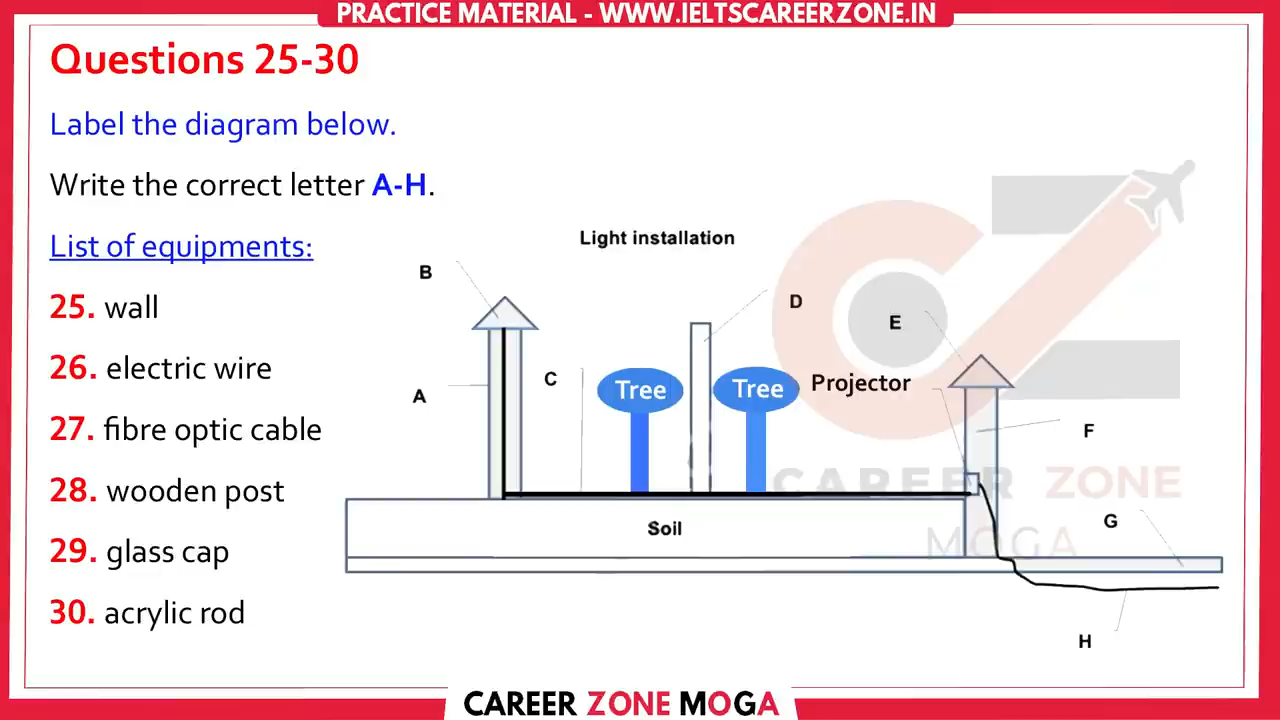 PRACTICE MATERIAL - WWW.IELTSCAREERZONE.IN
Questions 25-30
Label the diagram below.
Write the correct letter A-H.
List of equipments:
25. wall
26. electric wire
27. fibre optic cable
28. wooden post
29. glass cap
30. acrylic rod
Light installation
B
D
E
C
A
Tree
Tree
Projector
F
CAREER ZONE
MOGA
Soil
G
H
CAREER ZONE MOGA